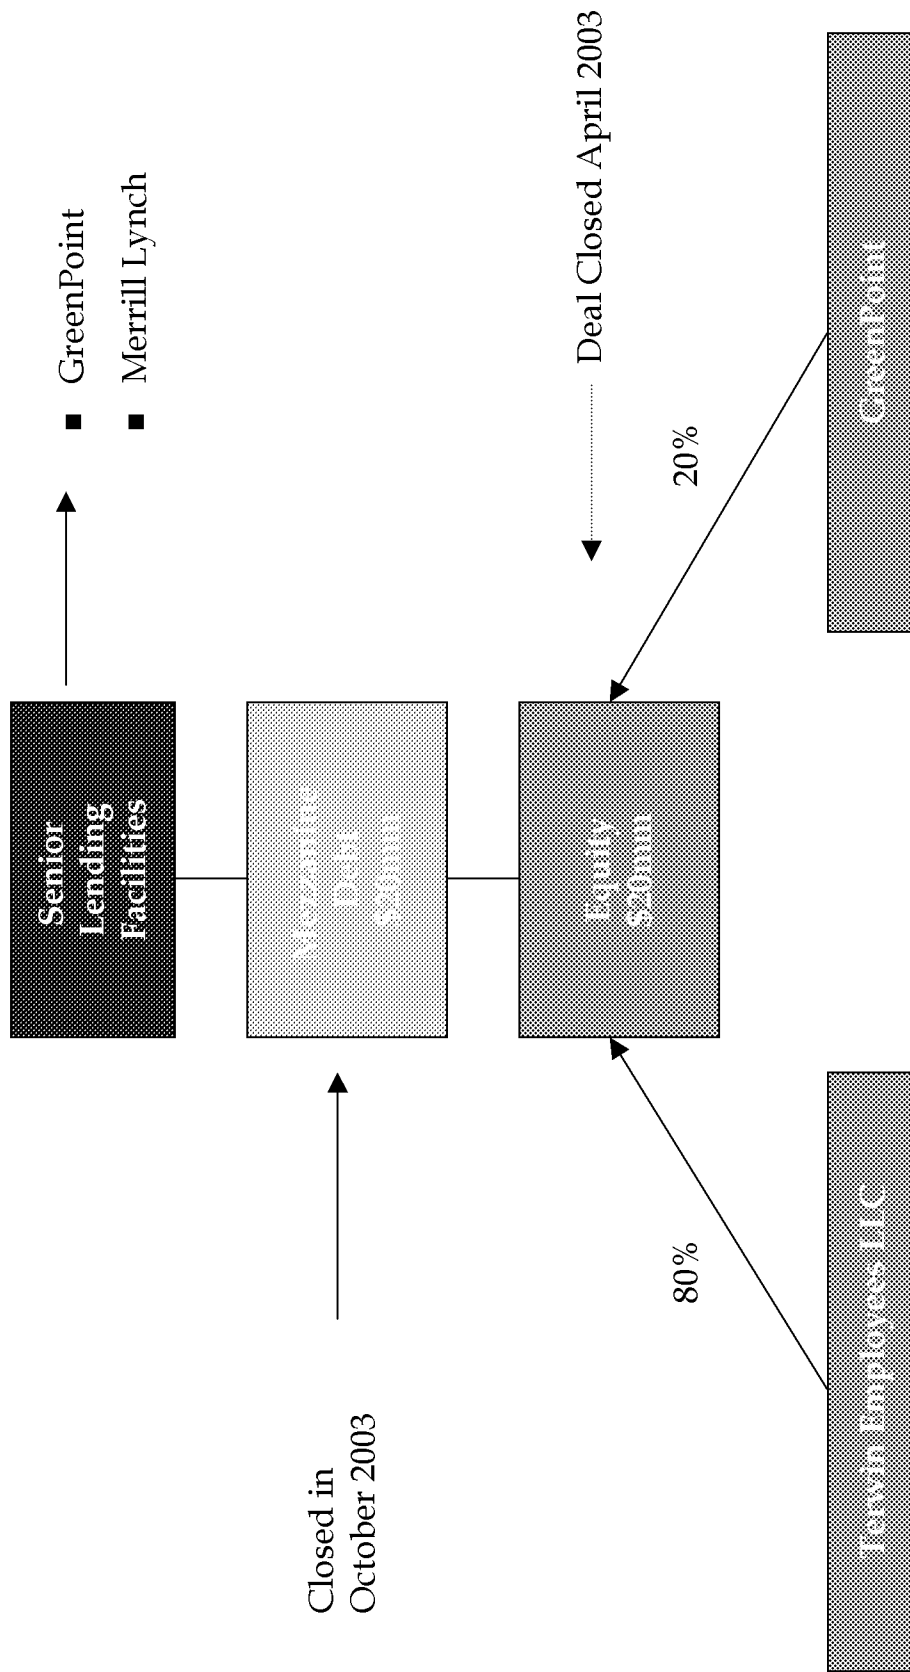 Senior
Lending
Facilities
■ GreenPoint
■ Merrill Lynch
Closed in
October 2003
Mezzanine
Debt
$20mm
Equity
$20mm
Deal Closed April 2003
80%
20%
Terwin Employees LLC
GreenPoint